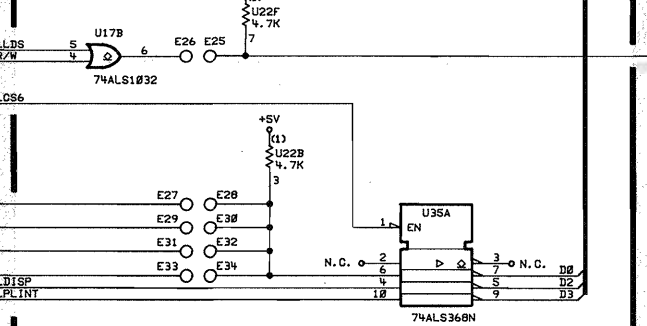 U22F
4.7K
7
U17B
LLDS 5
R/W 4
6 E26 E25
74ALS1032
LCS6
+5V
(1)
U22B
4.7K
3
E27 E28
E29 E30
E31 E32
E33 E34
U35A
1 EN
N.C. 2 3 N.C.
6 7 D0
LDISP 4 5 D2
LPLINT 10 9 D3
74ALS368N